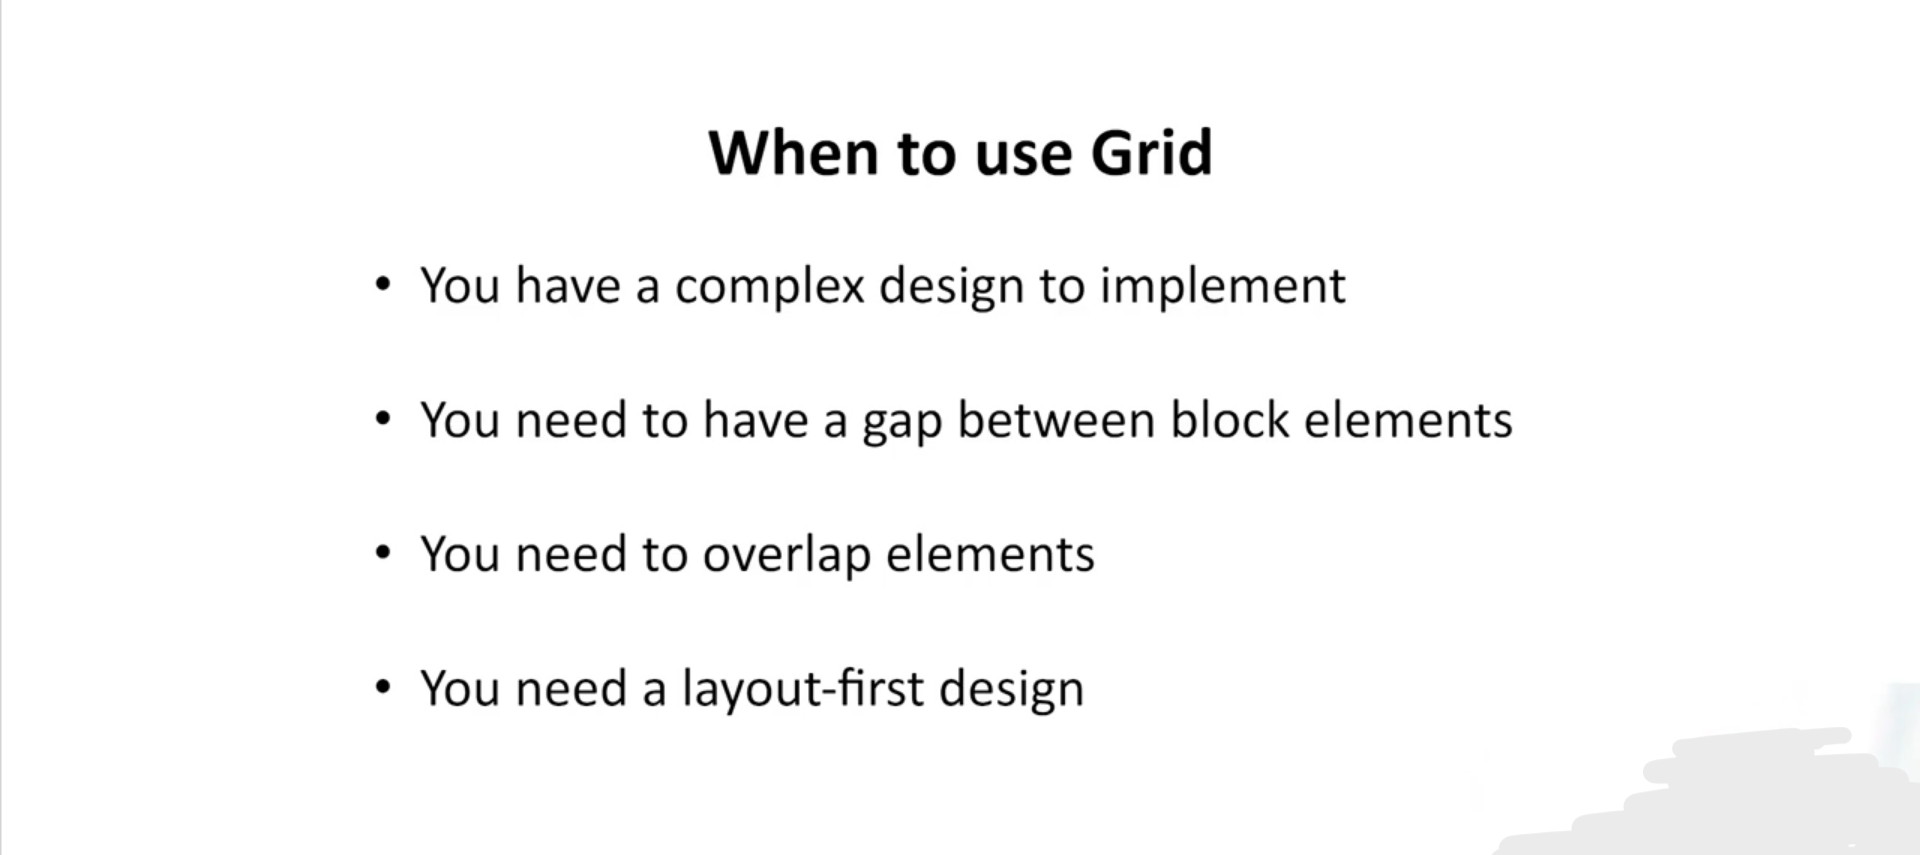 When to use Grid
• You have a complex design to implement
• You need to have a gap between block elements
• You need to overlap elements
• You need a layout-first design